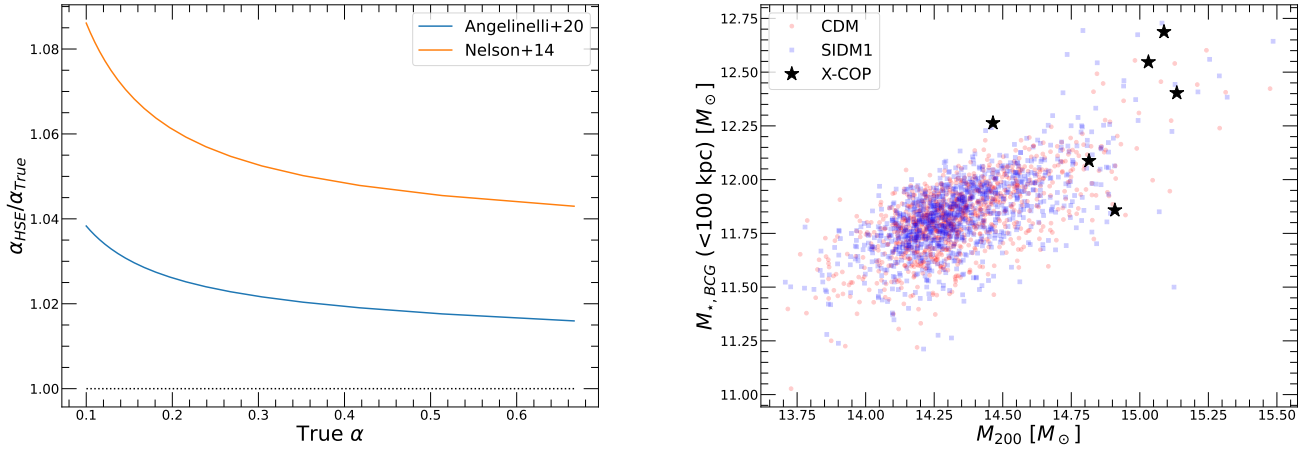 Angelinelli+20
Nelson+14
1.08
1.06
1.04
1.02
1.00
α_HSE/α_True
0.1 0.2 0.3 0.4 0.5 0.6
True α
CDM
SIDM1
X-COP
12.75
12.50
12.25
12.00
11.75
11.50
11.25
11.00
M_⋆,BCG (<100 kpc) [M_⊙]
13.75 14.00 14.25 14.50 14.75 15.00 15.25 15.50
M_200 [M_⊙]